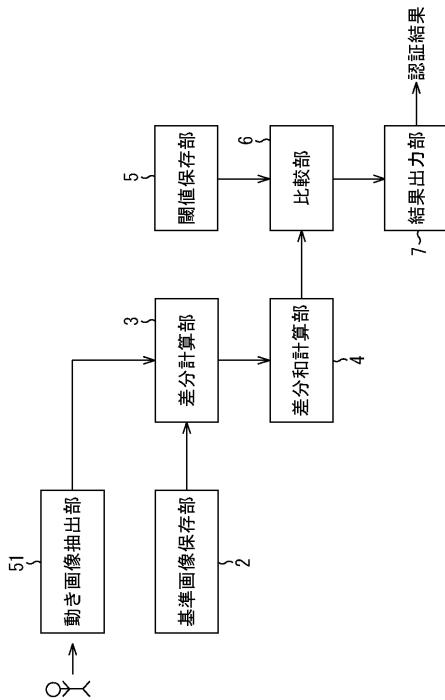 51
動き画像抽出部
基準画像保存部
2
3
差分計算部
差分和計算部
4
5
閾値保存部
6
比較部
結果出力部
7
認証結果